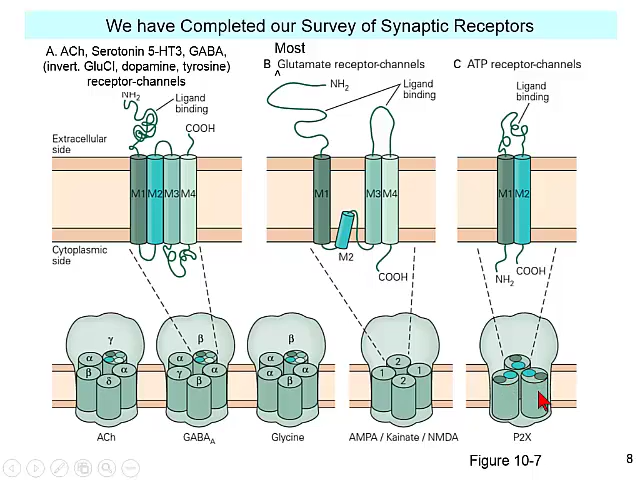 We have Completed our Survey of Synaptic Receptors
A. ACh, Serotonin 5-HT3, GABA,
(invert. GluCl, dopamine, tyrosine)
receptor-channels
Most
^
B Glutamate receptor-channels
C ATP receptor-channels
NH2
Ligand
binding
COOH
NH2
Ligand
binding
Ligand
binding
Extracellular
side
M1 M2 M3 M4
M1
M2
M3 M4
M1 M2
Cytoplasmic
side
COOH
NH2
COOH
γ
α
β
α
δ
β
α
γ
α
β
β
α
β
α
β
2
1
1
2
ACh
GABAA
Glycine
AMPA / Kainate / NMDA
P2X
Figure 10-7
8